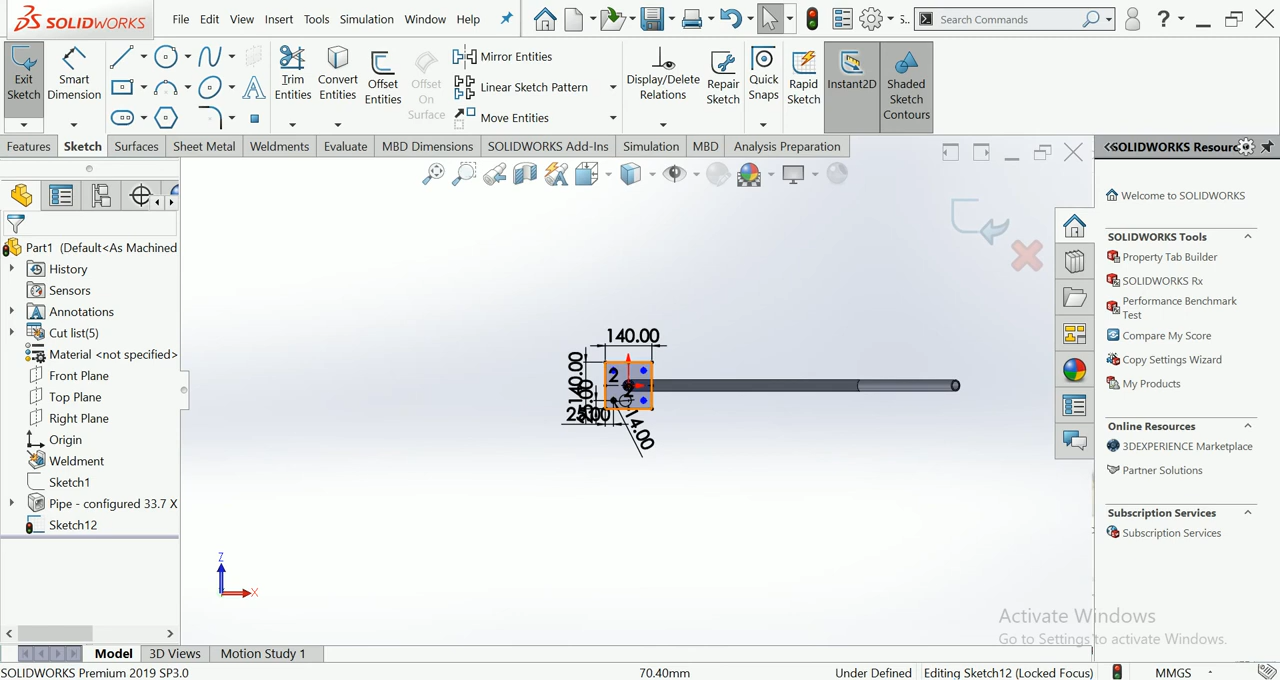 SOLIDWORKS File Edit View Insert Tools Simulation Window Help S.. Search Commands ?
Exit Sketch
Smart Dimension
Trim Entities
Convert Entities
Offset Entities
Offset On Surface
Mirror Entities
Linear Sketch Pattern
Move Entities
Display/Delete Relations
Repair Sketch
Quick Snaps
Rapid Sketch
Instant2D
Shaded Sketch Contours
Features Sketch Surfaces Sheet Metal Weldments Evaluate MBD Dimensions SOLIDWORKS Add-Ins Simulation MBD Analysis Preparation
Part1 (Default<As Machined
History
Sensors
Annotations
Cut list(5)
Material <not specified>
Front Plane
Top Plane
Right Plane
Origin
Weldment
Sketch1
Pipe - configured 33.7 X
Sketch12
140.00
140.00
2
14.00
Z
X
SOLIDWORKS Resourc
Welcome to SOLIDWORKS
SOLIDWORKS Tools
Property Tab Builder
SOLIDWORKS Rx
Performance Benchmark
Test
Compare My Score
Copy Settings Wizard
My Products
Online Resources
3DEXPERIENCE Marketplace
Partner Solutions
Subscription Services
Subscription Services
Activate Windows
Go to Settings to activate Windows.
Model 3D Views Motion Study 1
SOLIDWORKS Premium 2019 SP3.0 70.40mm Under Defined Editing Sketch12 (Locked Focus) MMGS